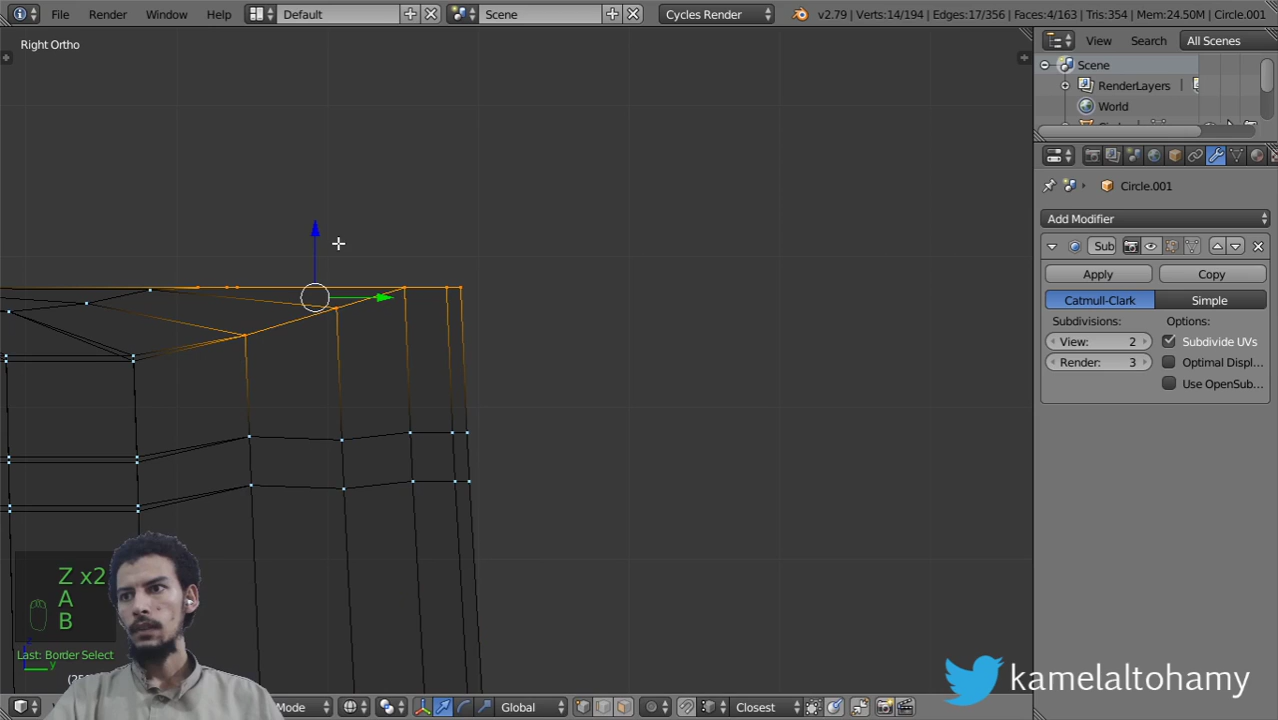 File Render Window Help Default Scene Cycles Render v2.79 | Verts:14/194 | Edges:17/356 | Faces:4/163 | Tris:354 | Mem:24.50M | Circle.001
Right Ortho
View Search All Scenes
Scene
RenderLayers
World
Circle.001
Add Modifier
Sub
Apply Copy
Catmull-Clark Simple
Subdivisions: Options:
View: 2 Subdivide UVs
Render: 3 Optimal Displ...
Use OpenSub...
Z x2
A
B
Last: Border Select
z
y
Mode Global Closest
kamelaltohamy